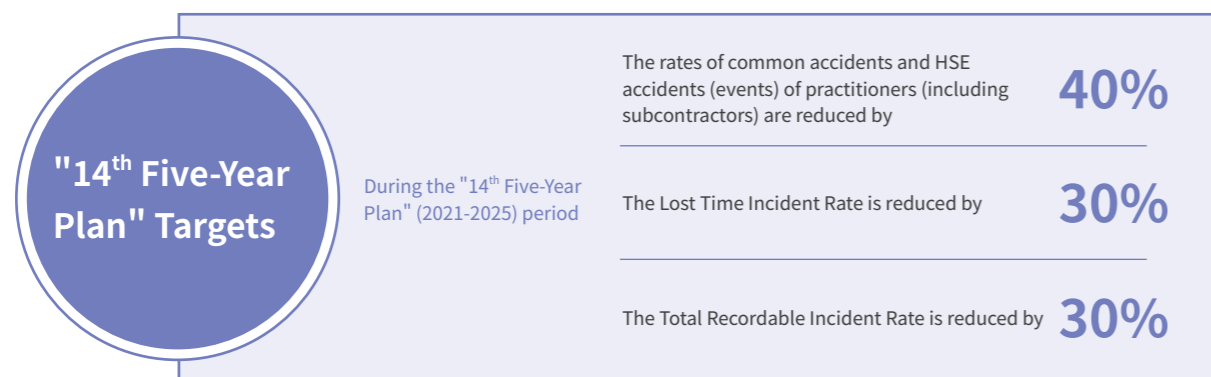 "14th Five-Year
Plan" Targets
During the "14th Five-Year
Plan" (2021-2025) period
The rates of common accidents and HSE
accidents (events) of practitioners (including
subcontractors) are reduced by
40%
The Lost Time Incident Rate is reduced by
30%
The Total Recordable Incident Rate is reduced by
30%